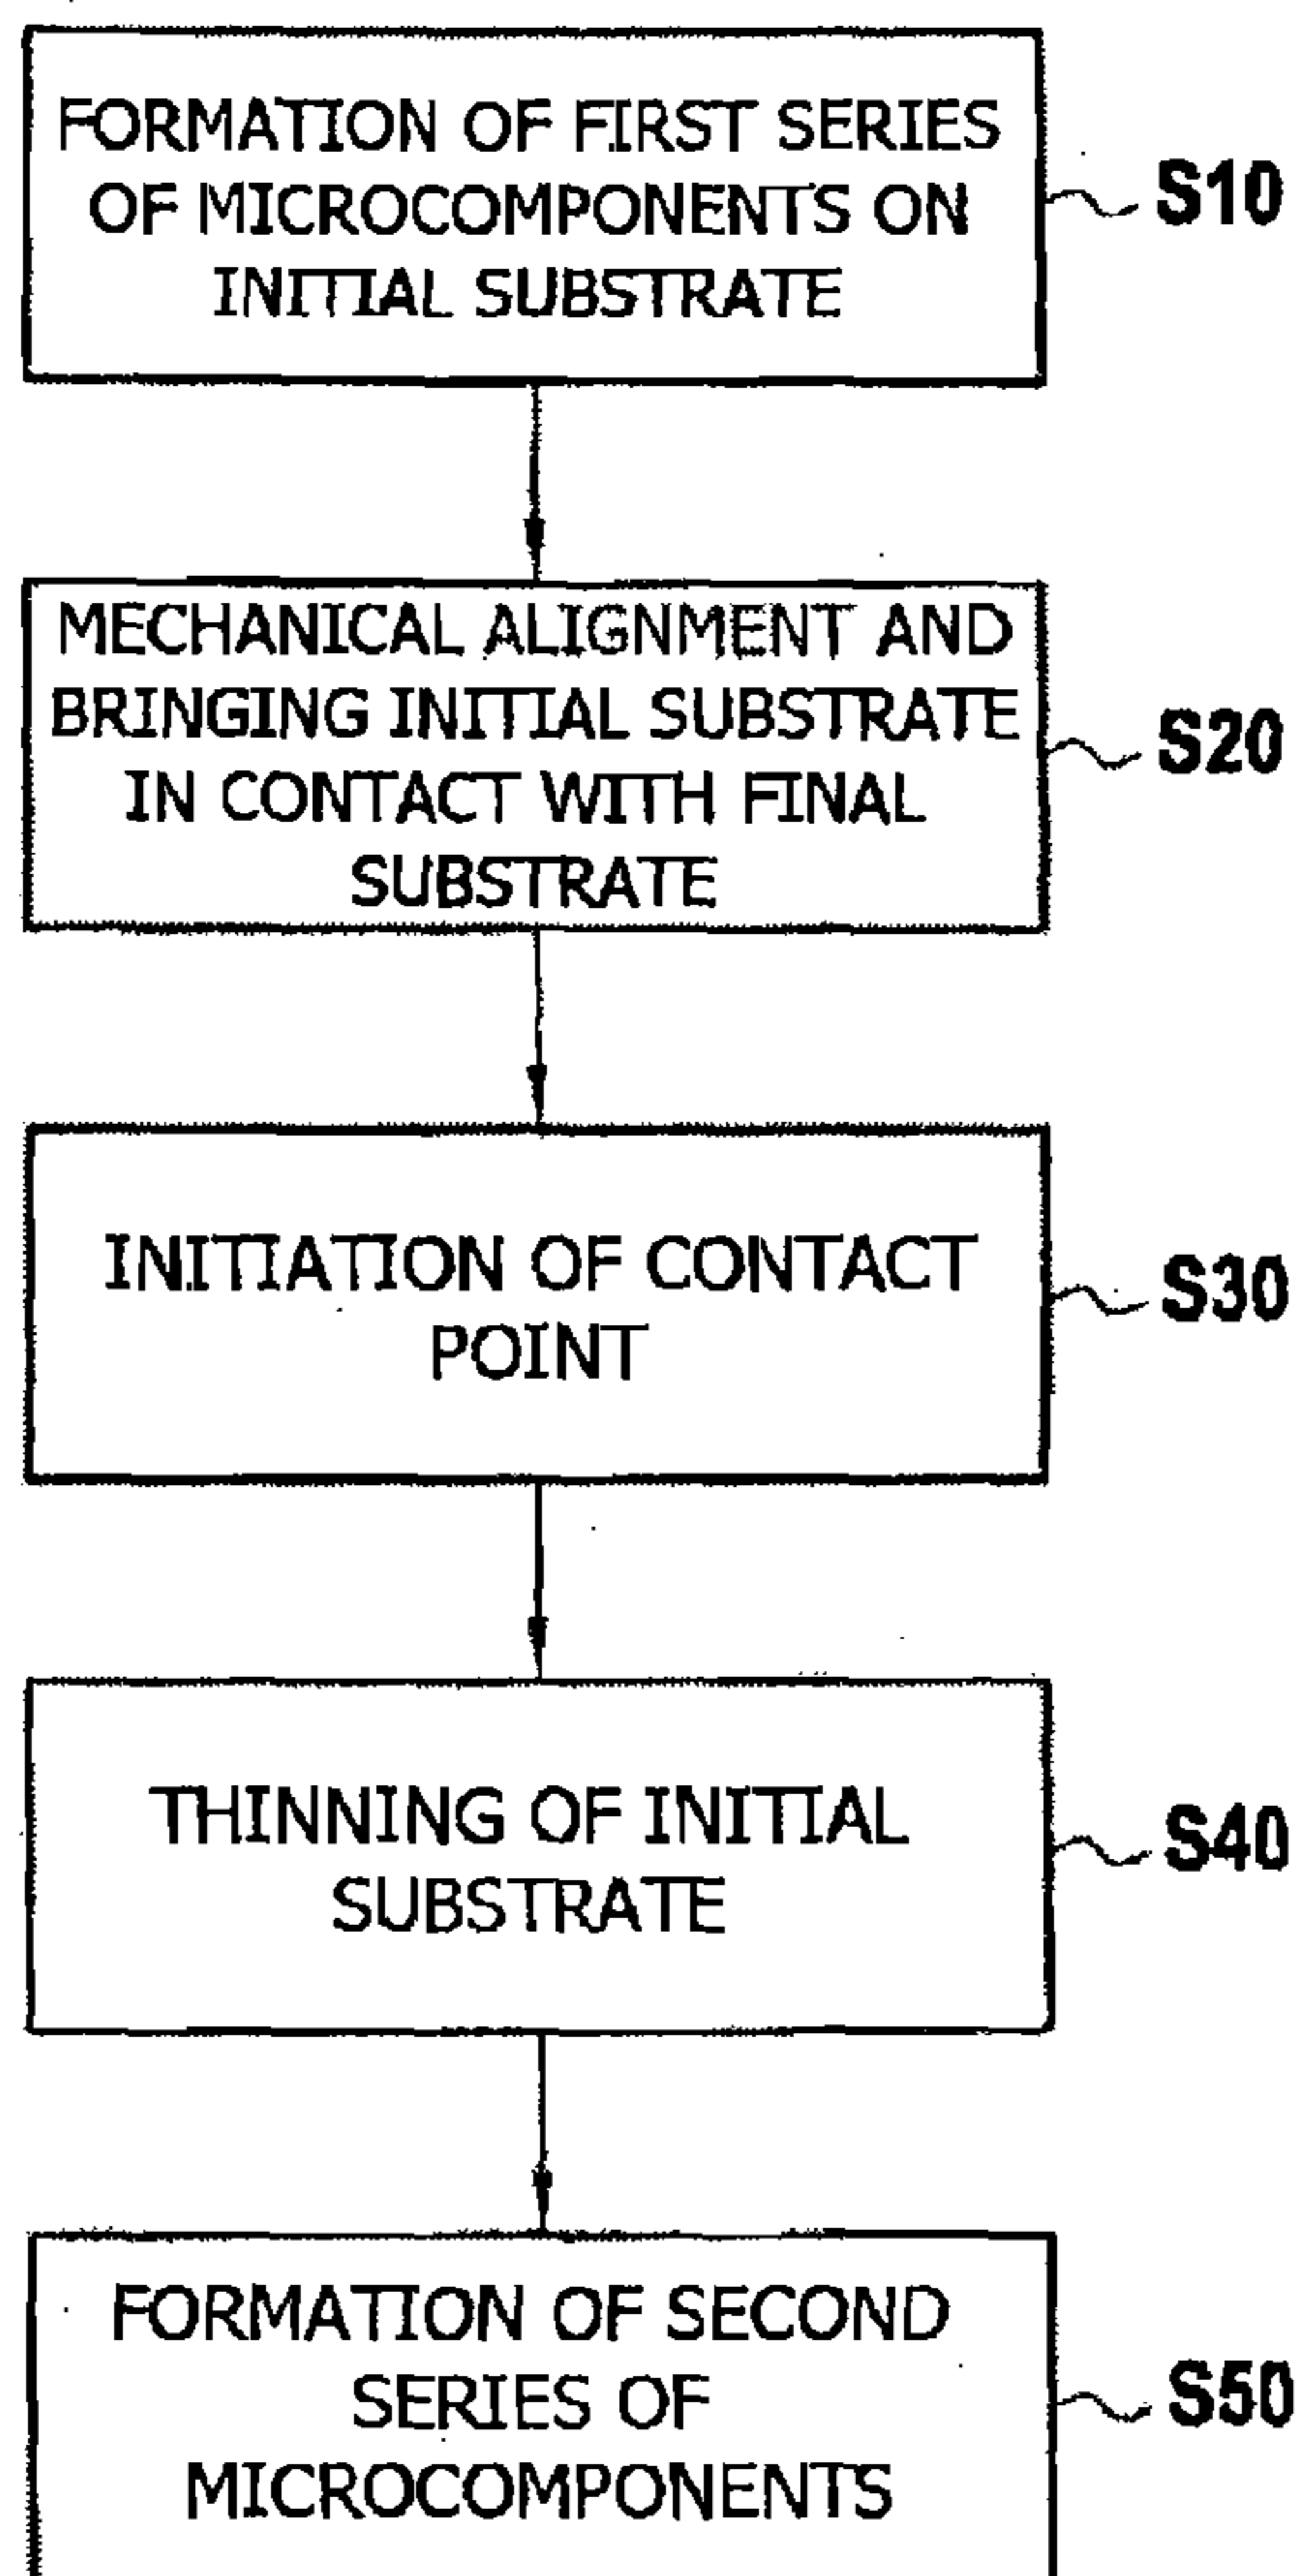 FORMATION OF FIRST SERIES
OF MICROCOMPONENTS ON
INITIAL SUBSTRATE
S10
MECHANICAL ALIGNMENT AND
BRINGING INITIAL SUBSTRATE
IN CONTACT WITH FINAL
SUBSTRATE
S20
INITIATION OF CONTACT
POINT
S30
THINNING OF INITIAL
SUBSTRATE
S40
FORMATION OF SECOND
SERIES OF
MICROCOMPONENTS
S50